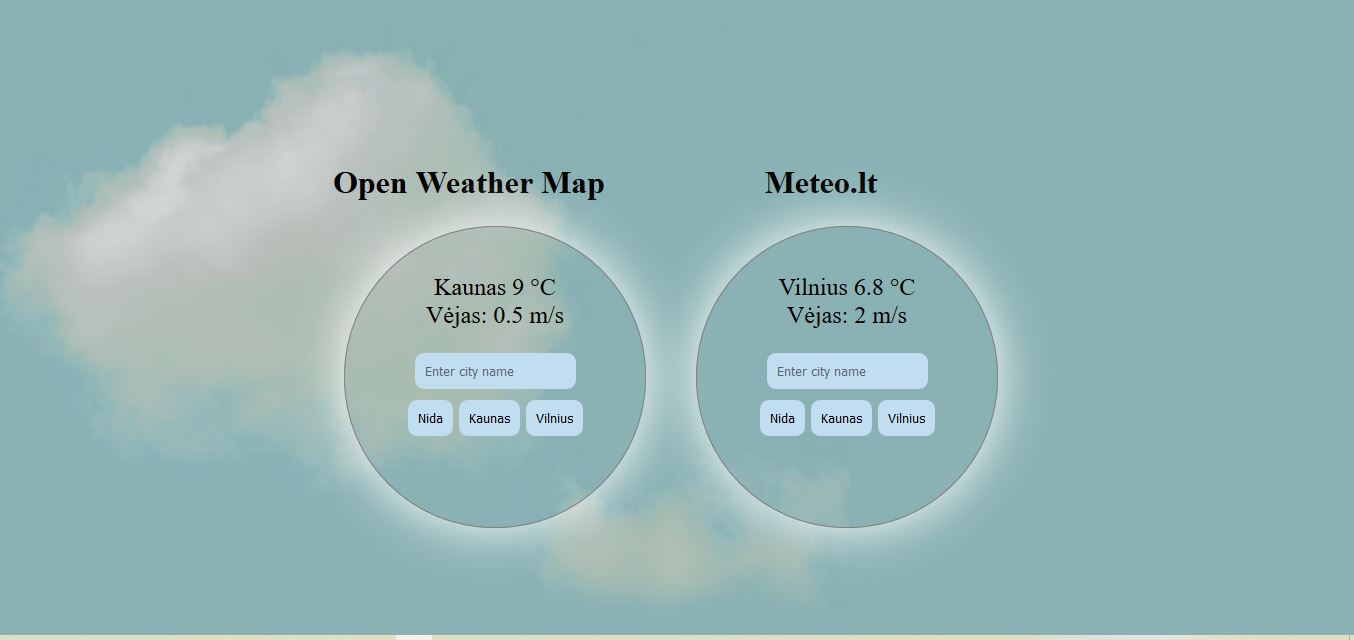 Open Weather Map
Kaunas 9 °C
Vėjas: 0.5 m/s
Enter city name
Nida Kaunas Vilnius
Meteo.lt
Vilnius 6.8 °C
Vėjas: 2 m/s
Enter city name
Nida Kaunas Vilnius